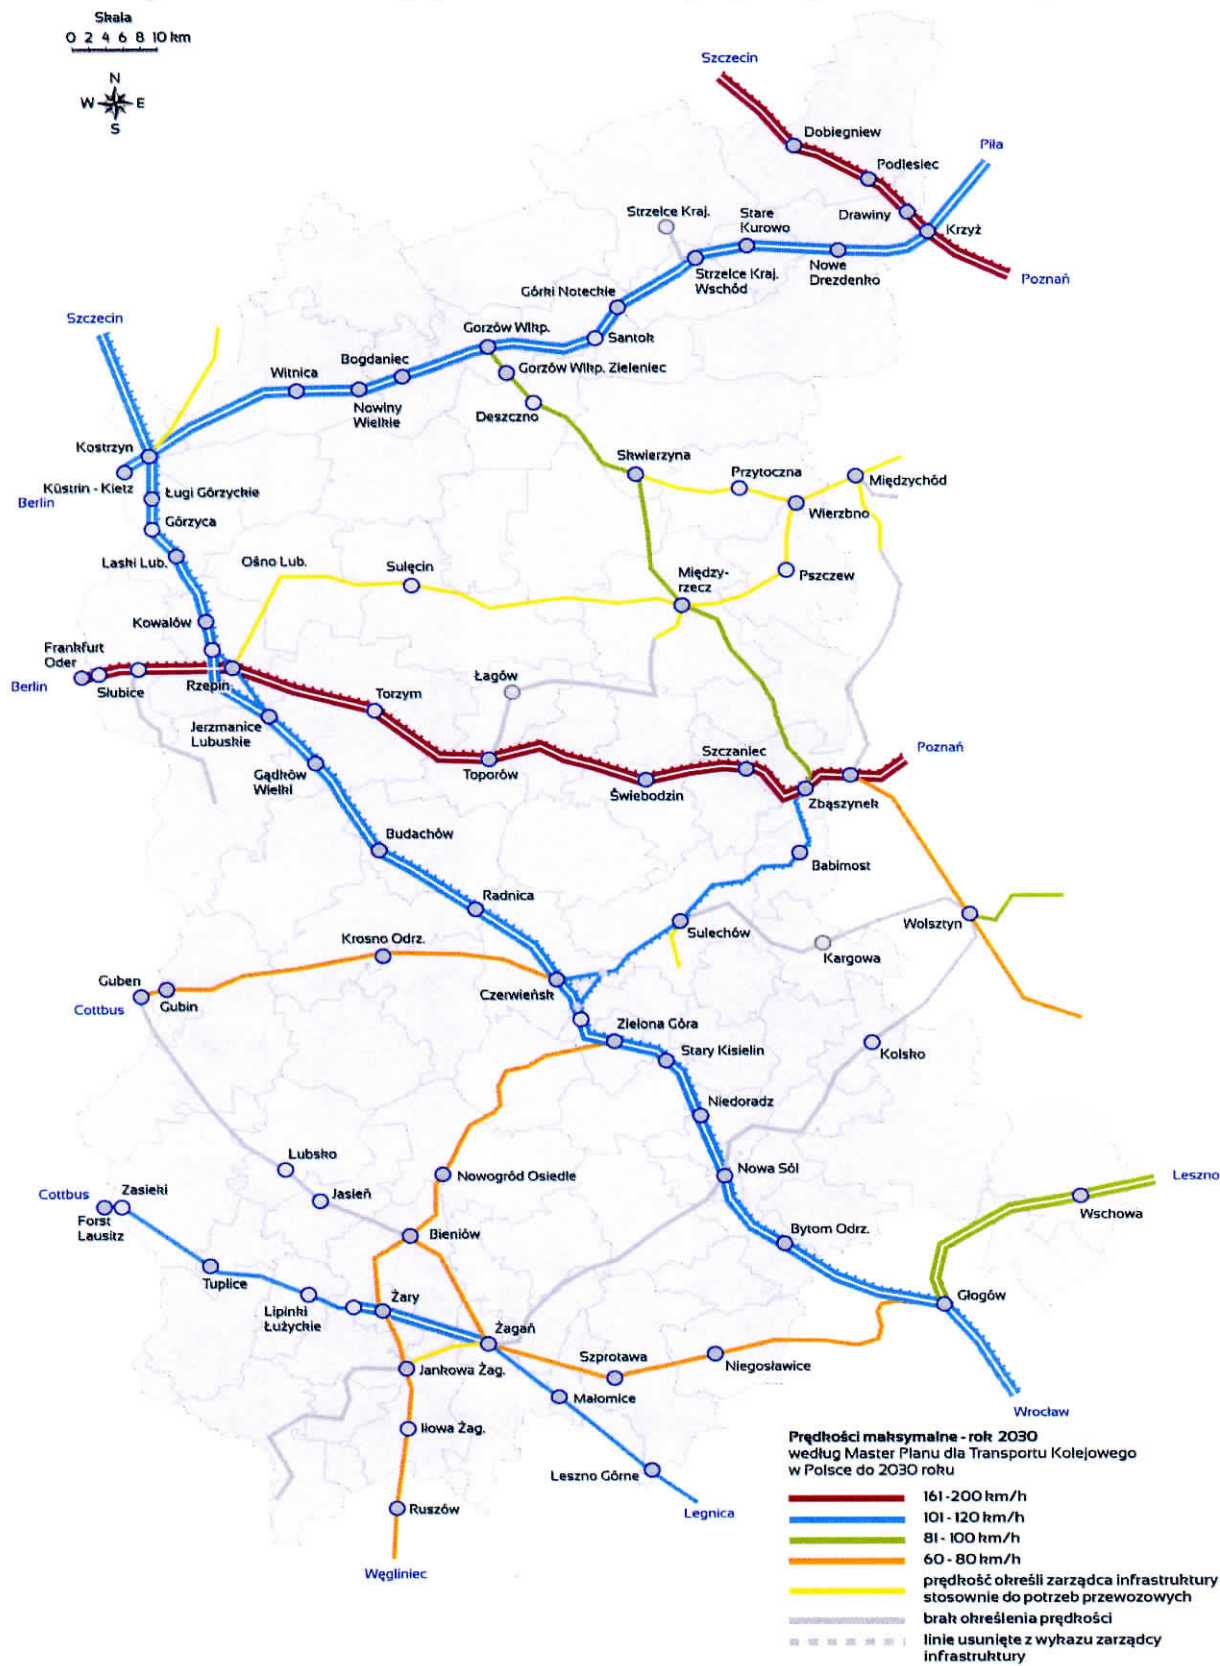 Skala
0 2 4 6 8 10 km
N
W E
S
Szczecin
Dobiegniew
Piła
Podlesiec
Strzelce Kraj.
Stare
Kurowo
Drawiny
Krzyż
Strzelce Kraj.
Wschód
Nowe
Drezdenko
Poznań
Górki Noteckie
Szczecin
Gorzów Wlkp.
Santok
Bogdaniec
Witnica
Gorzów Wlkp. Zieleniec
Nowiny
Wielkie
Deszczno
Kostrzyn
Skwierzyna
Przytoczna
Międzychód
Küstrin - Kietz
Berlin
Ługi Górzyckie
Wierzbno
Górzyca
Laski Lub.
Ośno Lub.
Sulęcin
Między-
rzecz
Pszczew
Kowalów
Frankfurt
Oder
Berlin
Słubice
Rzepin
Łagów
Torzym
Jerzmanice
Lubuskie
Szczaniec
Poznań
Gądków
Wielki
Toporów
Świebodzin
Zbąszynek
Budachów
Babimost
Radnica
Sulechów
Wolsztyn
Krosno Odrz.
Kargowa
Guben
Gubin
Cottbus
Czerwieńsk
Zielona Góra
Kolsko
Stary Kisielin
Niedoradz
Lubsko
Nowogród Osiedle
Nowa Sól
Leszno
Cottbus
Zasieki
Jasień
Wschowa
Forst
Lausitz
Bieniów
Bytom Odrz.
Tuplice
Lipinki
Łużyckie
Żary
Głogów
Żagań
Szprotawa
Niegosławice
Jankowa Żag.
Małomice
Wrocław
Iłowa Żag.
Leszno Górne
Ruszów
Legnica
Węgliniec
Prędkości maksymalne - rok 2030
według Master Planu dla Transportu Kolejowego
w Polsce do 2030 roku
161 - 200 km/h
101 - 120 km/h
81 - 100 km/h
60 - 80 km/h
prędkość określi zarządca infrastruktury
stosownie do potrzeb przewozowych
brak określenia prędkości
linie usunięte z wykazu zarządcy
infrastruktury